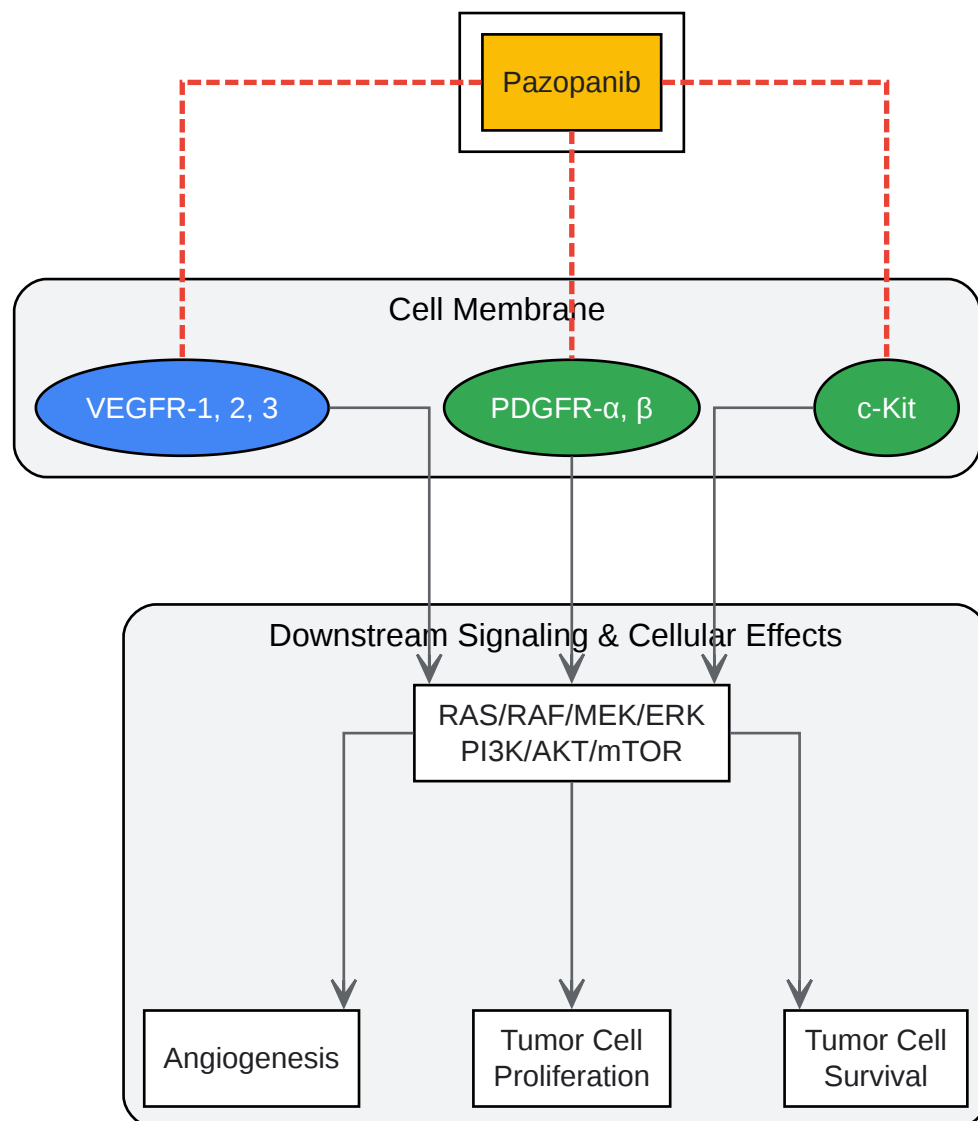 Pazopanib
Cell Membrane
VEGFR-1, 2, 3
PDGFR-α, β
c-Kit
Downstream Signaling & Cellular Effects
RAS/RAF/MEK/ERK
PI3K/AKT/mTOR
Angiogenesis
Tumor Cell
Proliferation
Tumor Cell
Survival